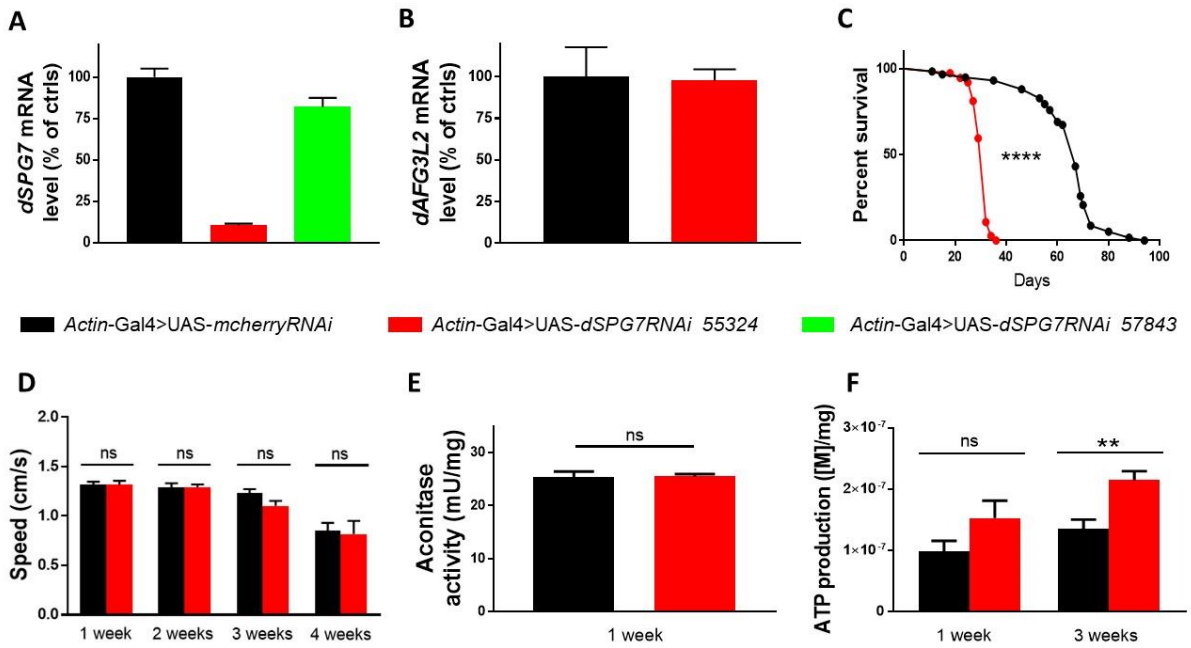 A
dSPG7 mRNA
level (% of ctrls)
100
75
50
25
0
B
dAFG3L2 mRNA
level (% of ctrls)
100
50
100
25
0
C
Percent survival
100
50
0
0 20 40 60 80 100
Days
****
Actin-Gal4>UAS-mcherryRNAi
Actin-Gal4>UAS-dSPG7RNAi 55324
Actin-Gal4>UAS-dSPG7RNAi 57843
D
Speed (cm/s)
2.0
1.5
1.0
0.5
0.0
ns ns ns ns
1 week 2 weeks 3 weeks 4 weeks
E
Aconitase
activity (mU/mg)
30
20
10
0
ns
1 week
F
ATP production ([M]/mg)
3×10-7
2×10-7
1×10-7
0
ns
**
1 week 3 weeks